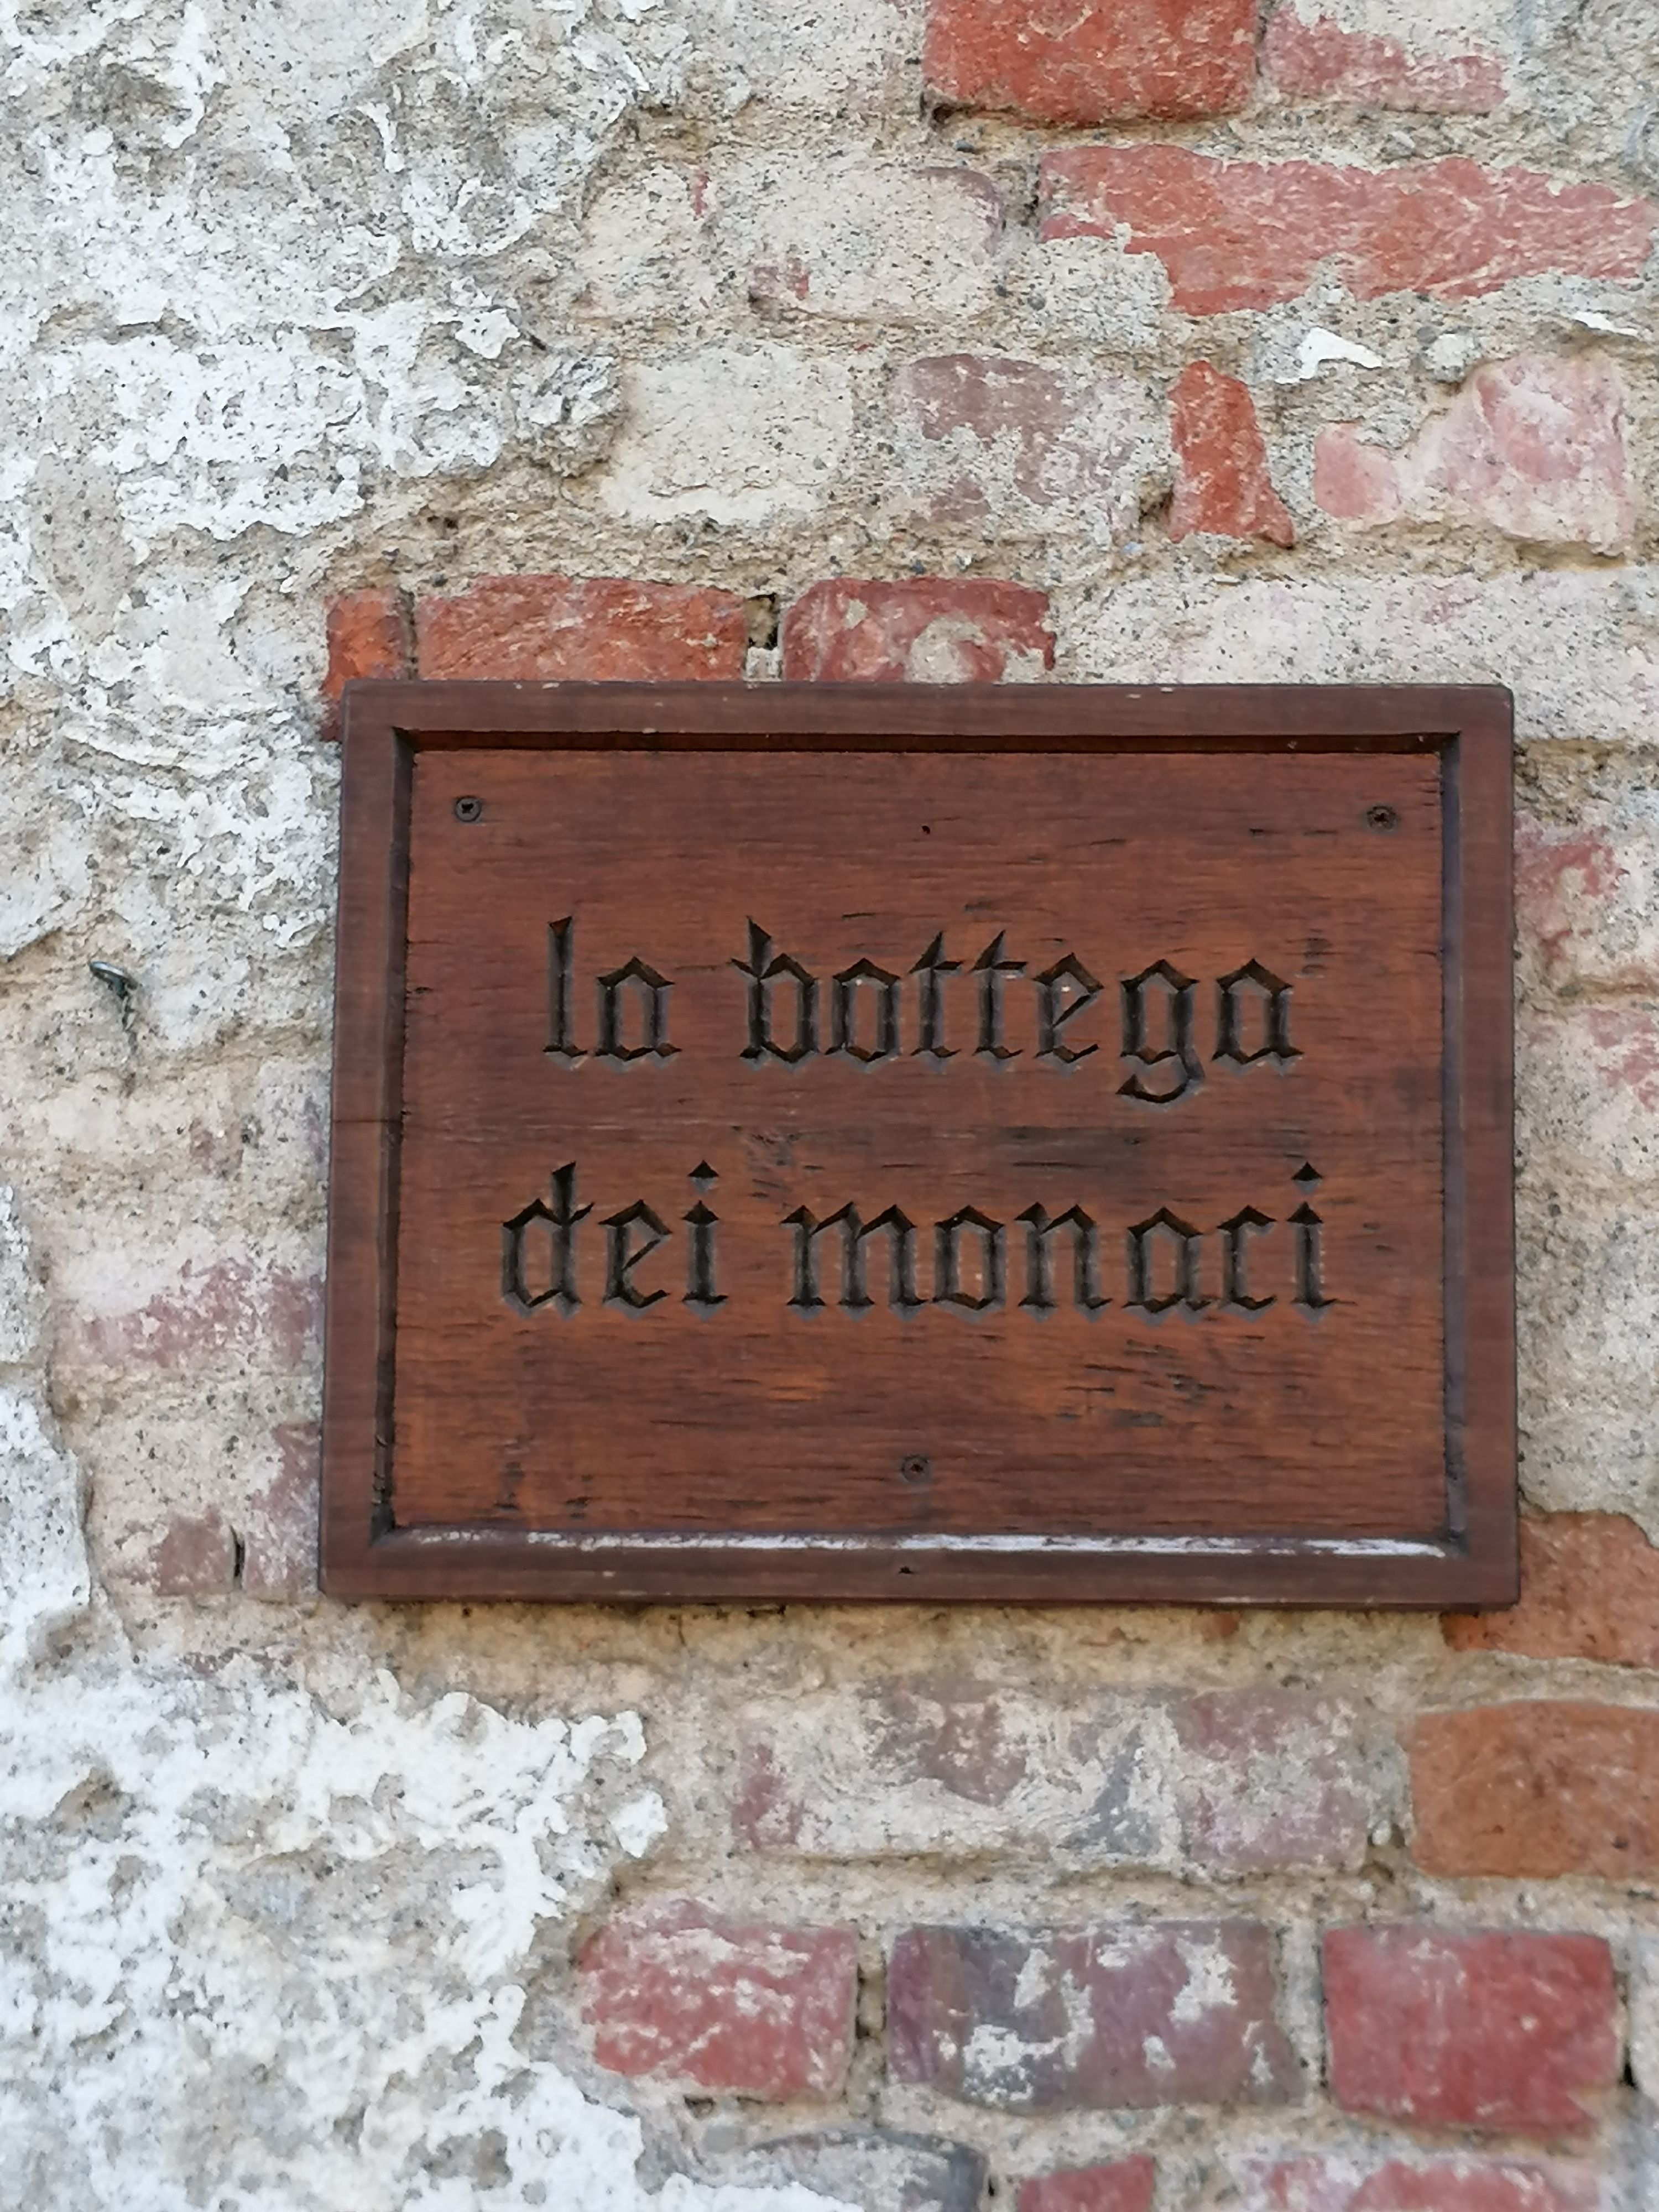 la bottega
dei monaci